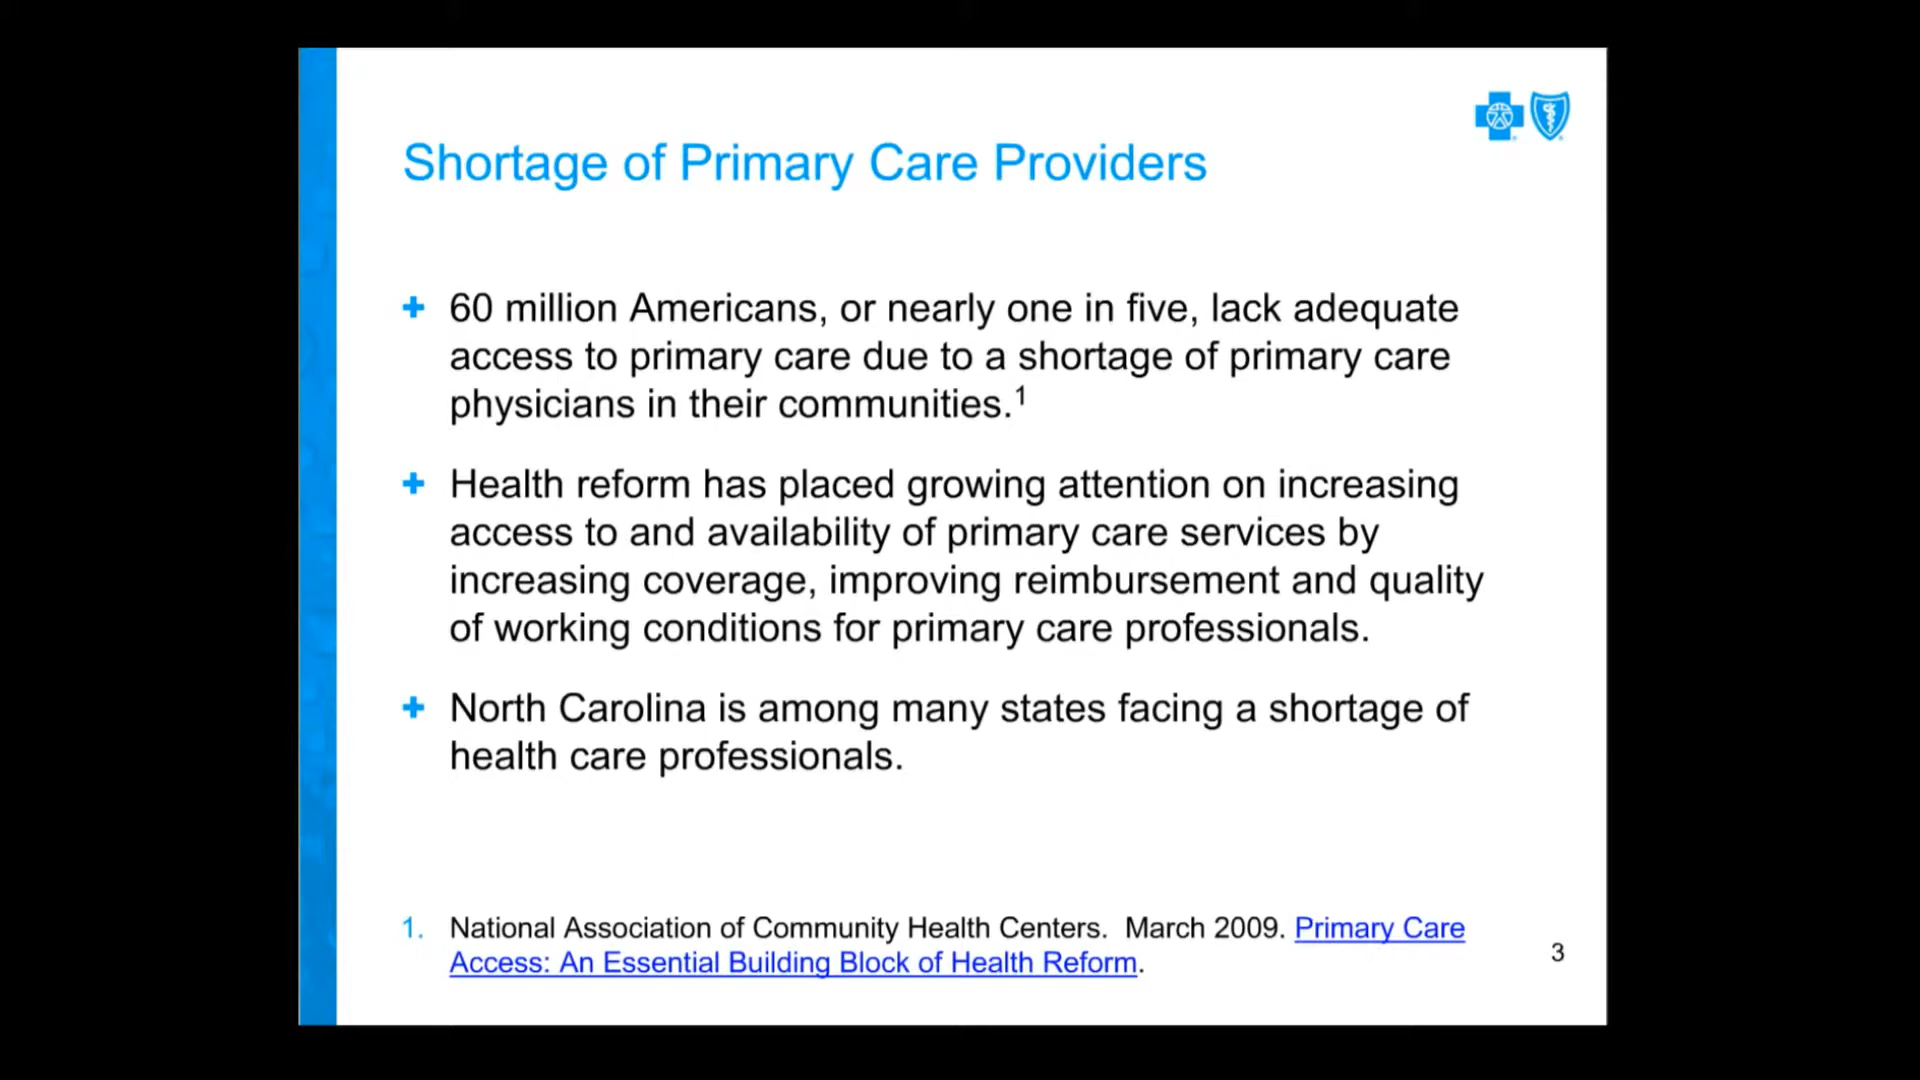 Shortage of Primary Care Providers
60 million Americans, or nearly one in five, lack adequate
access to primary care due to a shortage of primary care
physicians in their communities.1
Health reform has placed growing attention on increasing
access to and availability of primary care services by
increasing coverage, improving reimbursement and quality
of working conditions for primary care professionals.
North Carolina is among many states facing a shortage of
health care professionals.
1. National Association of Community Health Centers.  March 2009. Primary Care
Access: An Essential Building Block of Health Reform.
3